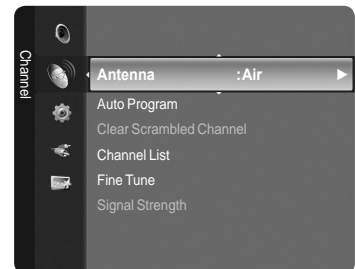 Channel
Antenna :Air
Auto Program
Clear Scrambled Channel
Channel List
Fine Tune
Signal Strength